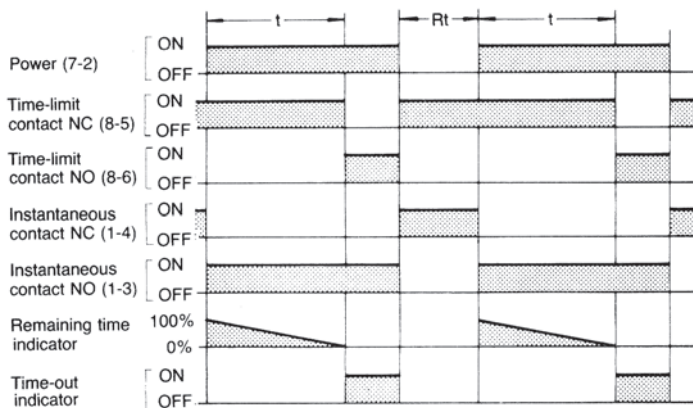 t Rt t
Power (7-2) ON
OFF
Time-limit ON
contact NC (8-5) OFF
Time-limit ON
contact NO (8-6) OFF
Instantaneous ON
contact NC (1-4) OFF
Instantaneous ON
contact NO (1-3) OFF
Remaining time 100%
indicator 0%
Time-out ON
indicator OFF